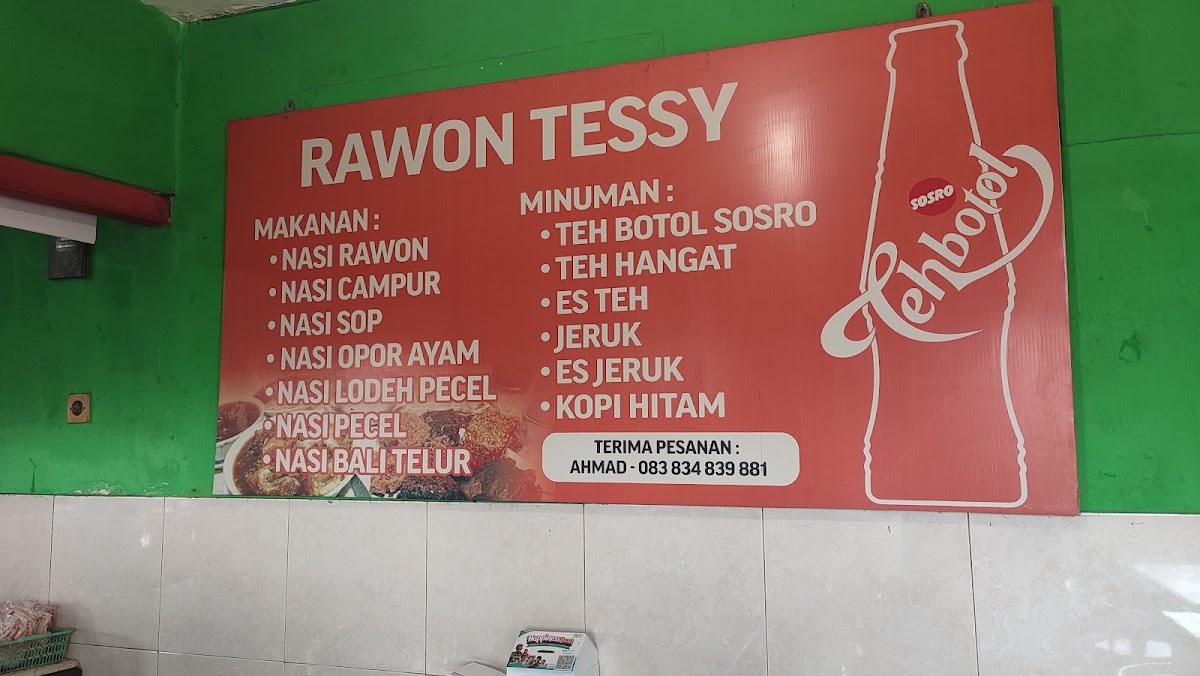 RAWON TESSY
MAKANAN :
• NASI RAWON
• NASI CAMPUR
• NASI SOP
• NASI OPOR AYAM
• NASI LODEH PECEL
• NASI PECEL
• NASI BALI TELUR
MINUMAN :
• TEH BOTOL SOSRO
• TEH HANGAT
• ES TEH
• JERUK
• ES JERUK
• KOPI HITAM
TERIMA PESANAN :
AHMAD - 083 834 839 881
SOSRO
Tehbotol